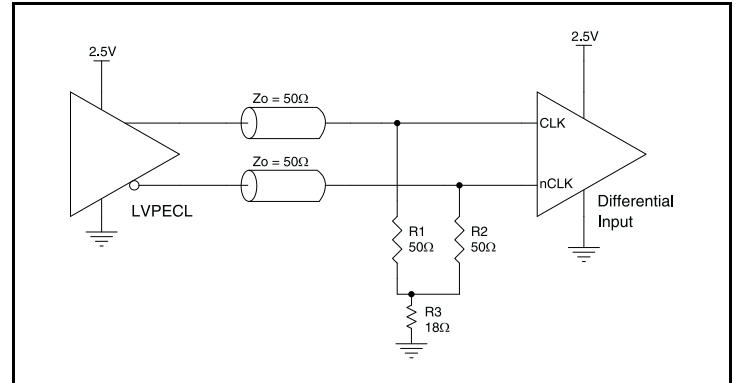 2.5V
2.5V
Zo = 50Ω
CLK
Zo = 50Ω
nCLK
LVPECL
Differential
Input
R1
50Ω
R2
50Ω
R3
18Ω